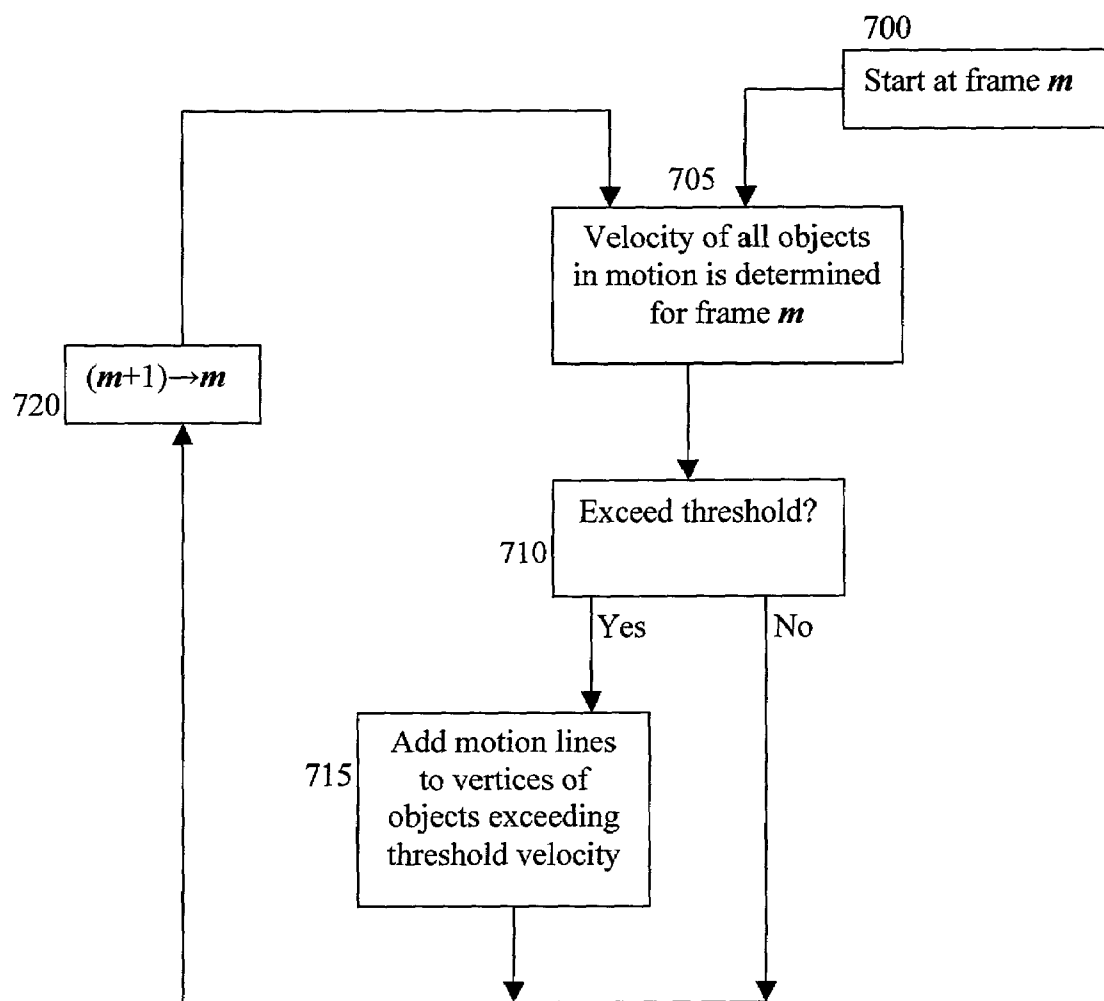 700
Start at frame m
705
Velocity of all objects
in motion is determined
for frame m
(m+1)→m
720
Exceed threshold?
710
Yes
No
Add motion lines
715
to vertices of
objects exceeding
threshold velocity